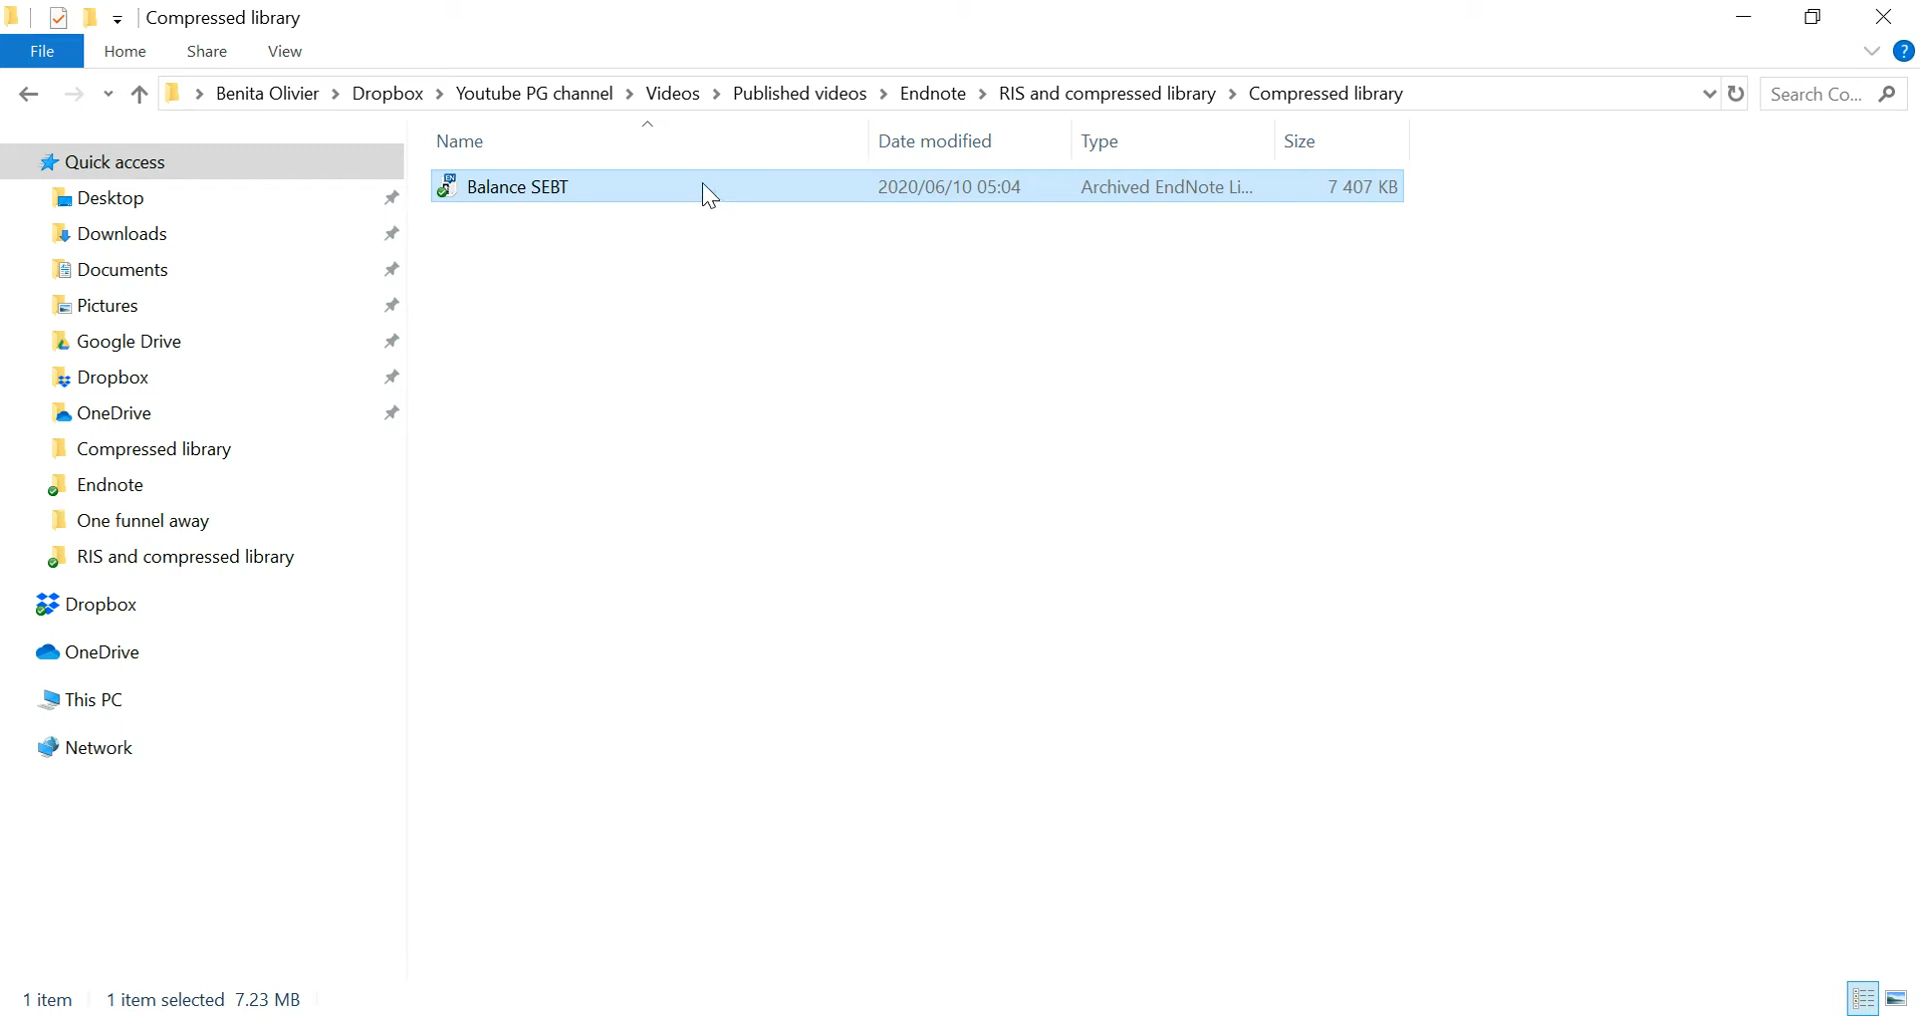 Compressed library
File Home Share View ?
Benita Olivier > Dropbox > Youtube PG channel > Videos > Published videos > Endnote > RIS and compressed library > Compressed library Search Co...
Name Date modified Type Size
Quick access
Balance SEBT 2020/06/10 05:04 Archived EndNote Li... 7 407 KB
Desktop
Downloads
Documents
Pictures
Google Drive
Dropbox
OneDrive
Compressed library
Endnote
One funnel away
RIS and compressed library
Dropbox
OneDrive
This PC
Network
1 item 1 item selected 7.23 MB